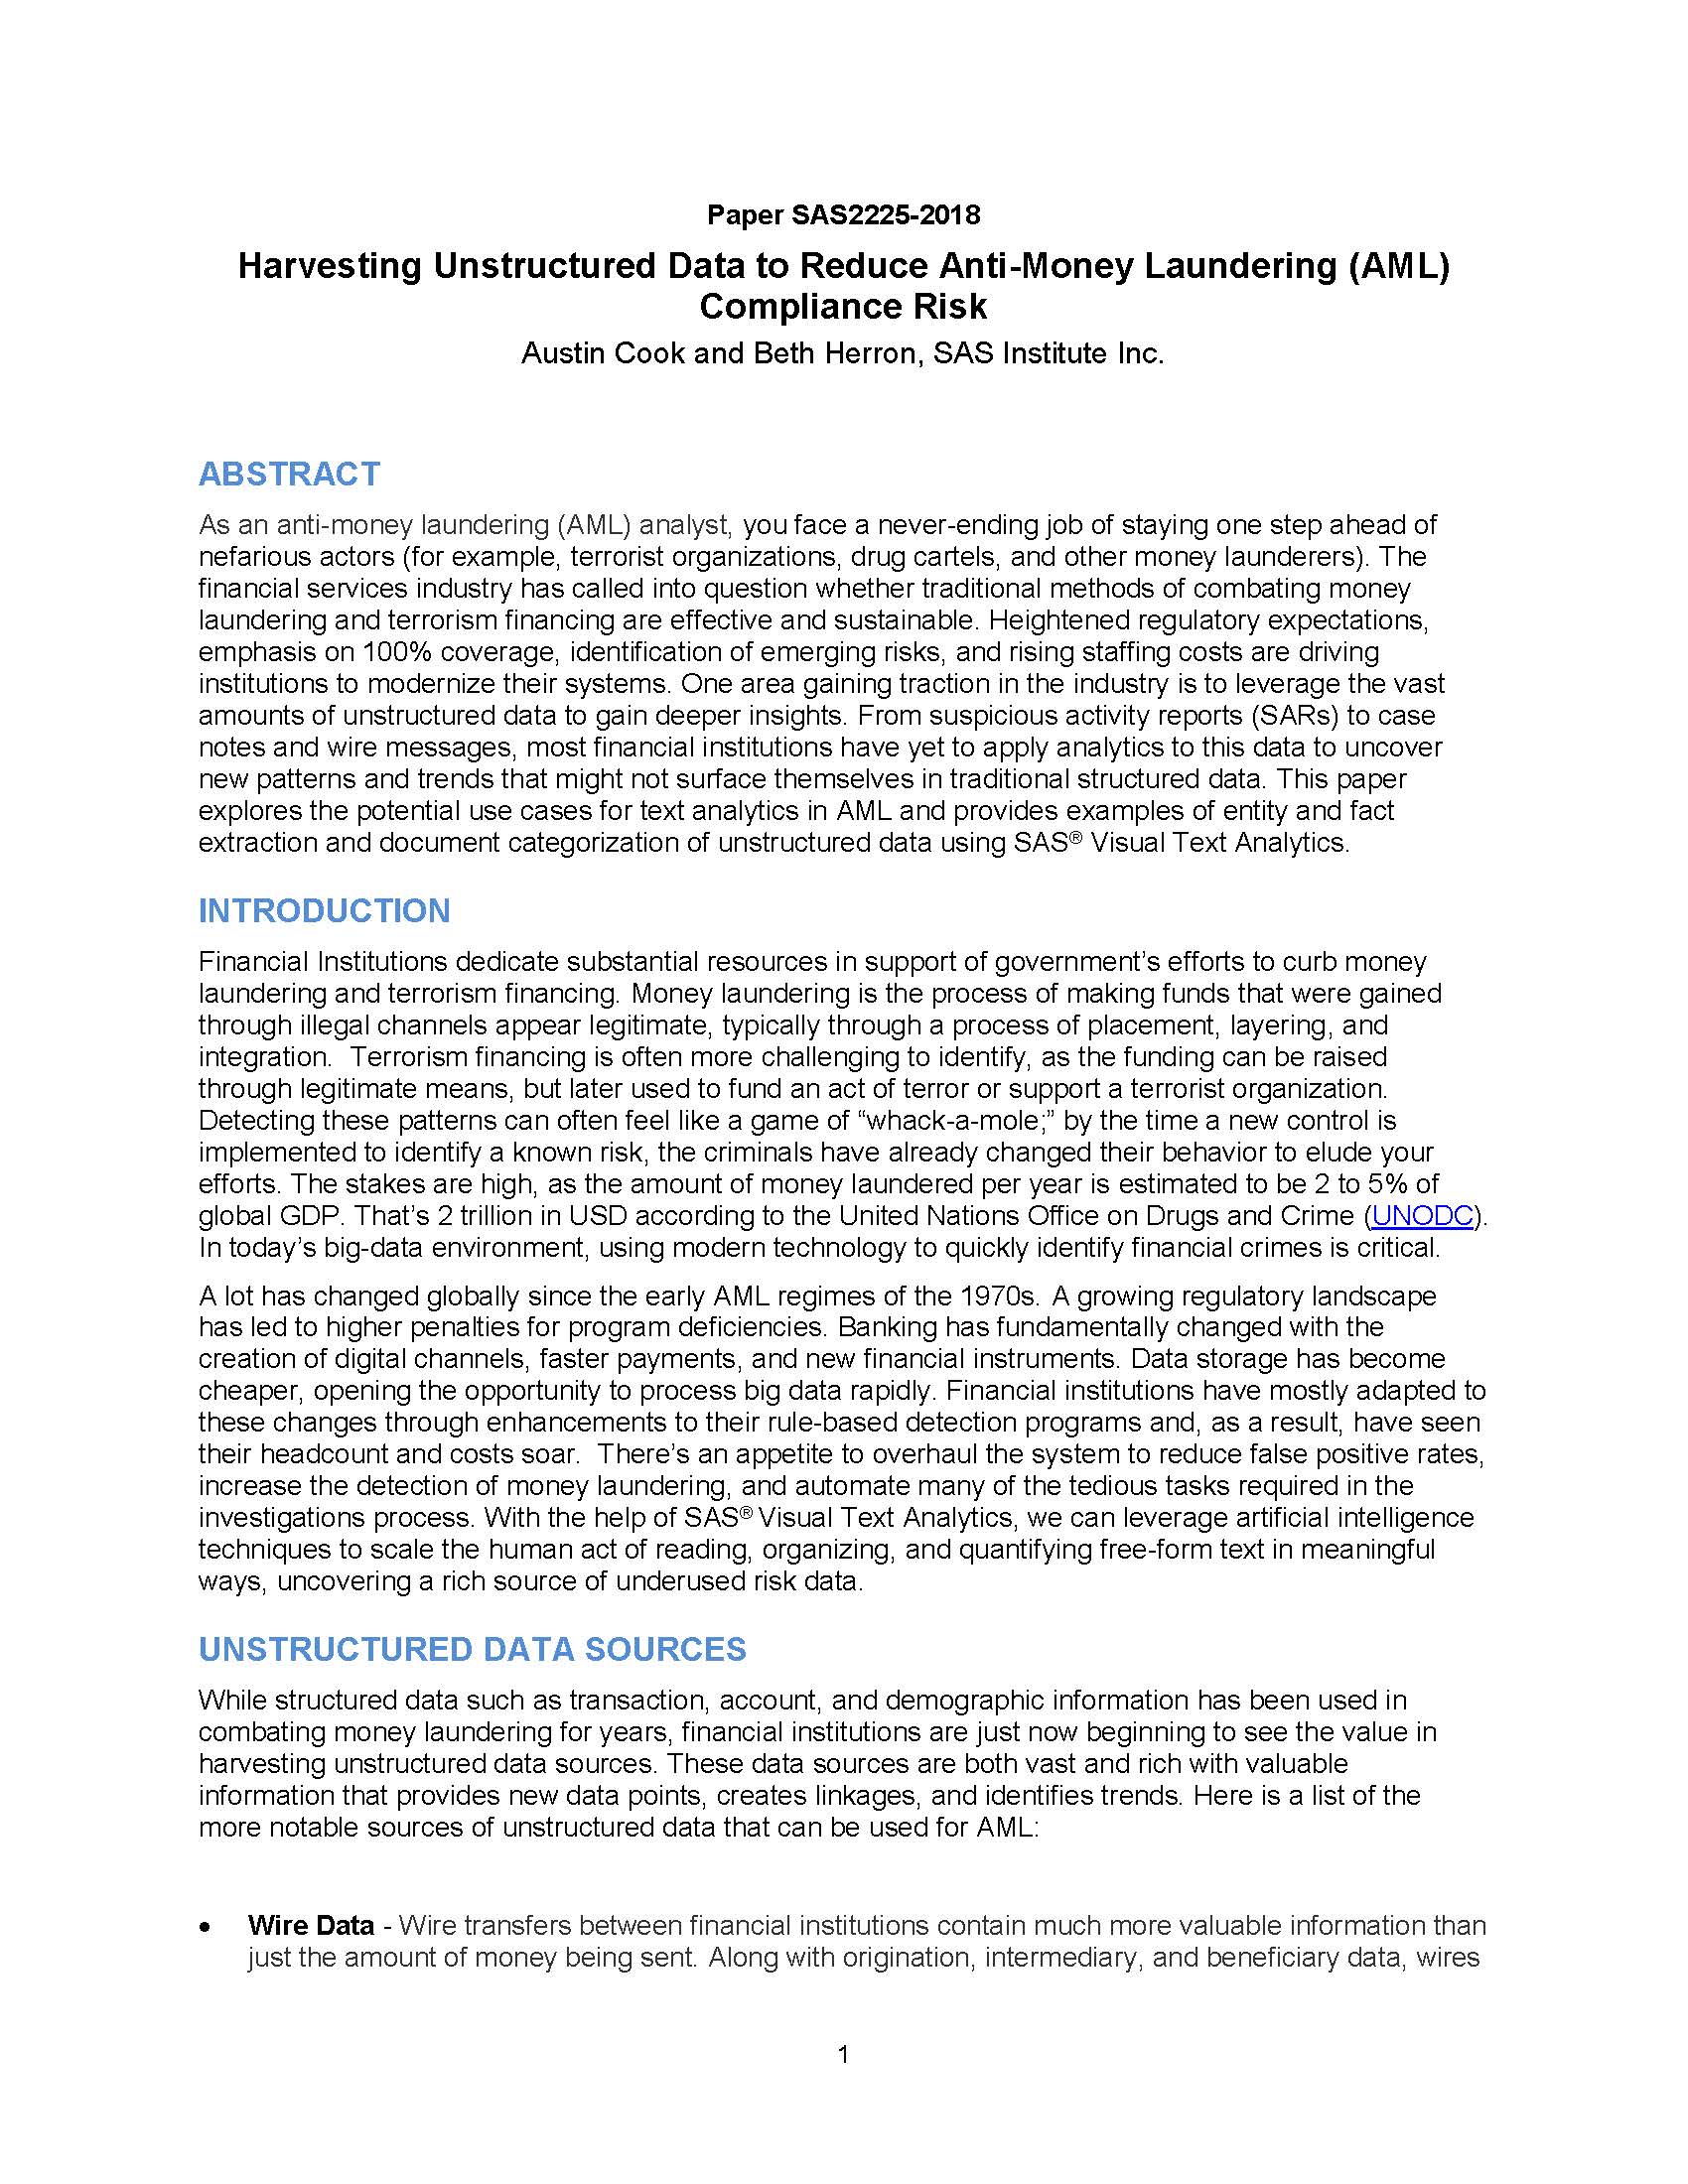 Paper SAS2225-2018
Harvesting Unstructured Data to Reduce Anti-Money Laundering (AML)
Compliance Risk
Austin Cook and Beth Herron, SAS Institute Inc.
ABSTRACT
As an anti-money laundering (AML) analyst, you face a never-ending job of staying one step ahead of
nefarious actors (for example, terrorist organizations, drug cartels, and other money launderers). The
financial services industry has called into question whether traditional methods of combating money
laundering and terrorism financing are effective and sustainable. Heightened regulatory expectations,
emphasis on 100% coverage, identification of emerging risks, and rising staffing costs are driving
institutions to modernize their systems. One area gaining traction in the industry is to leverage the vast
amounts of unstructured data to gain deeper insights. From suspicious activity reports (SARs) to case
notes and wire messages, most financial institutions have yet to apply analytics to this data to uncover
new patterns and trends that might not surface themselves in traditional structured data. This paper
explores the potential use cases for text analytics in AML and provides examples of entity and fact
extraction and document categorization of unstructured data using SAS® Visual Text Analytics.
INTRODUCTION
Financial Institutions dedicate substantial resources in support of government’s efforts to curb money
laundering and terrorism financing. Money laundering is the process of making funds that were gained
through illegal channels appear legitimate, typically through a process of placement, layering, and
integration.  Terrorism financing is often more challenging to identify, as the funding can be raised
through legitimate means, but later used to fund an act of terror or support a terrorist organization.
Detecting these patterns can often feel like a game of “whack-a-mole;” by the time a new control is
implemented to identify a known risk, the criminals have already changed their behavior to elude your
efforts. The stakes are high, as the amount of money laundered per year is estimated to be 2 to 5% of
global GDP. That’s 2 trillion in USD according to the United Nations Office on Drugs and Crime (UNODC).
In today’s big-data environment, using modern technology to quickly identify financial crimes is critical.
A lot has changed globally since the early AML regimes of the 1970s.  A growing regulatory landscape
has led to higher penalties for program deficiencies. Banking has fundamentally changed with the
creation of digital channels, faster payments, and new financial instruments. Data storage has become
cheaper, opening the opportunity to process big data rapidly. Financial institutions have mostly adapted to
these changes through enhancements to their rule-based detection programs and, as a result, have seen
their headcount and costs soar.  There’s an appetite to overhaul the system to reduce false positive rates,
increase the detection of money laundering, and automate many of the tedious tasks required in the
investigations process. With the help of SAS® Visual Text Analytics, we can leverage artificial intelligence
techniques to scale the human act of reading, organizing, and quantifying free-form text in meaningful
ways, uncovering a rich source of underused risk data.
UNSTRUCTURED DATA SOURCES
While structured data such as transaction, account, and demographic information has been used in
combating money laundering for years, financial institutions are just now beginning to see the value in
harvesting unstructured data sources. These data sources are both vast and rich with valuable
information that provides new data points, creates linkages, and identifies trends. Here is a list of the
more notable sources of unstructured data that can be used for AML:
• Wire Data - Wire transfers between financial institutions contain much more valuable information than
just the amount of money being sent. Along with origination, intermediary, and beneficiary data, wires
1